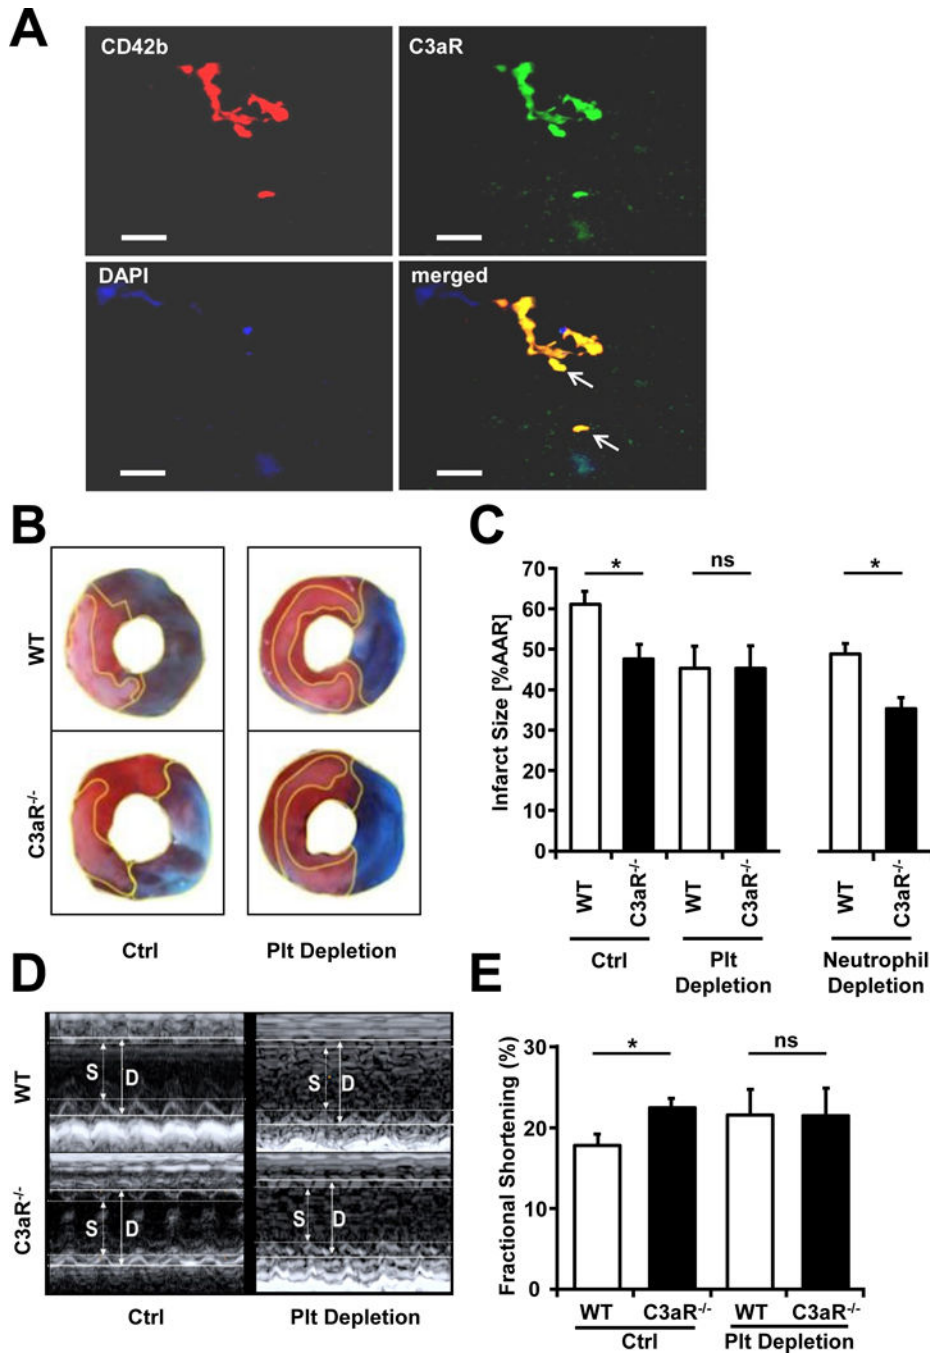 A
CD42b
C3aR
DAPI
merged
B
WT
C3aR-/-
Ctrl
Plt Depletion
C
Infarct Size [%AAR]
70
60
50
40
30
20
10
0
*
ns
*
WT
C3aR-/-
WT
C3aR-/-
WT
C3aR-/-
Ctrl
Plt
Depletion
Neutrophil
Depletion
D
WT
C3aR-/-
S
D
S
D
S
D
S
D
Ctrl
Plt Depletion
E
Fractional Shortening (%)
30
20
10
0
*
ns
WT
C3aR-/-
WT
C3aR-/-
Ctrl
Plt Depletion